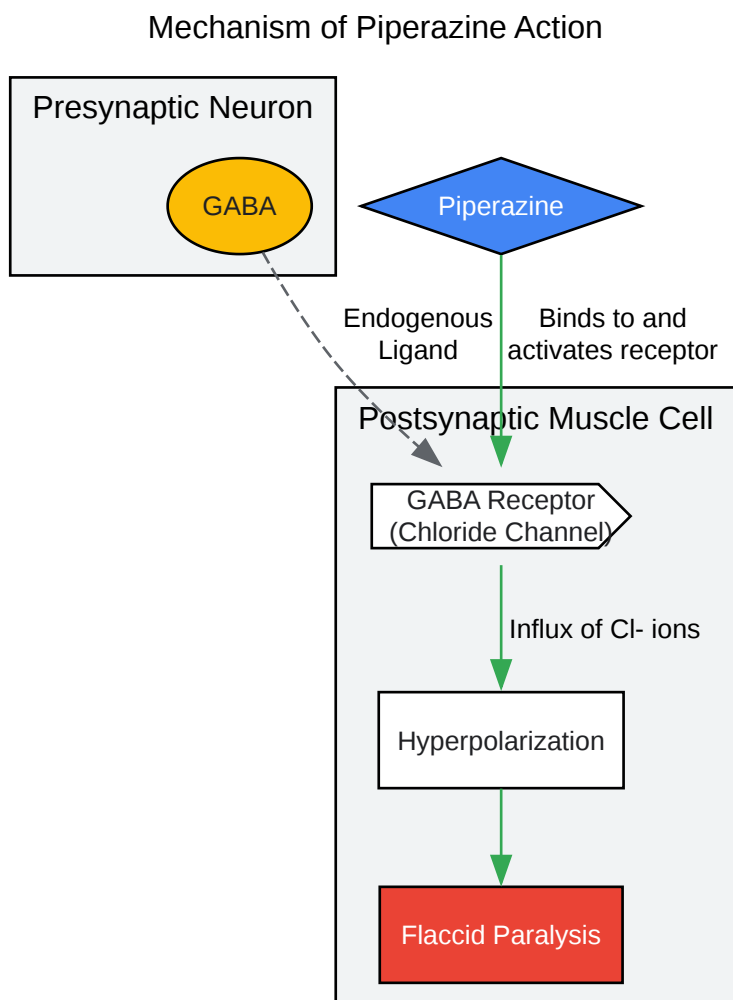 Mechanism of Piperazine Action
Presynaptic Neuron
GABA
Piperazine
Endogenous
Ligand
Binds to and
activates receptor
Postsynaptic Muscle Cell
GABA Receptor
(Chloride Channel)
Influx of Cl- ions
Hyperpolarization
Flaccid Paralysis